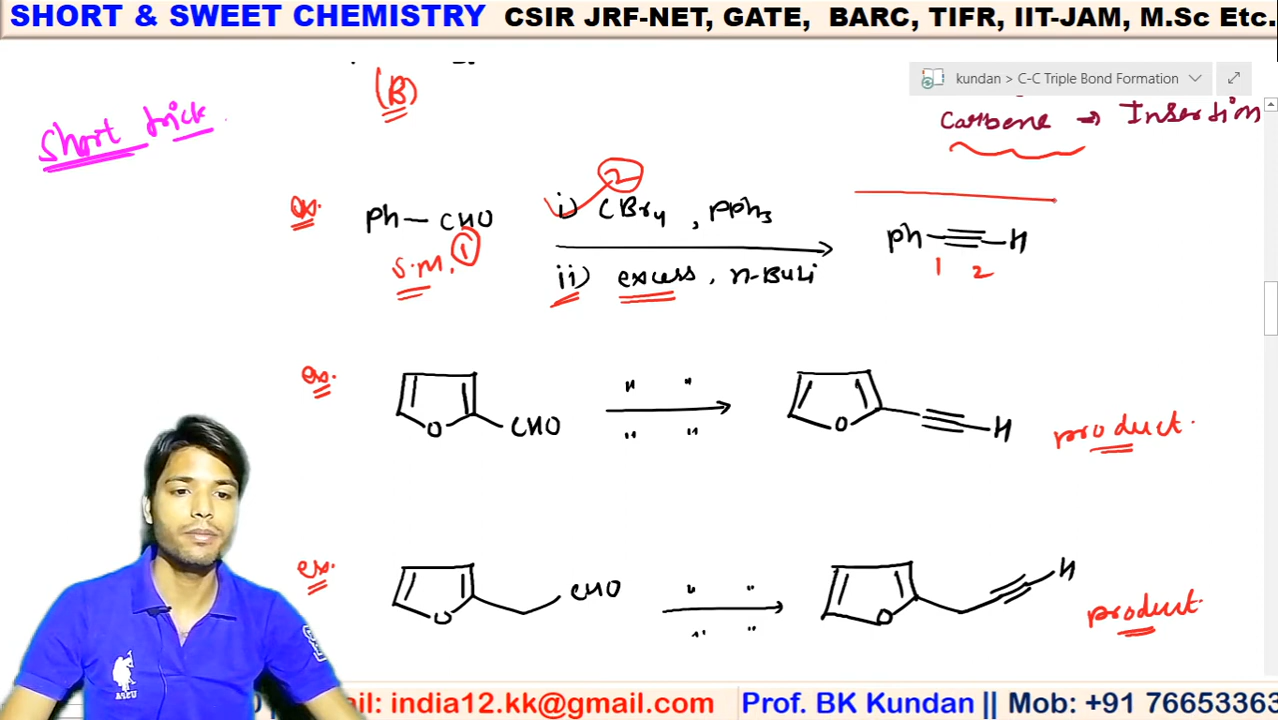 SHORT & SWEET CHEMISTRY CSIR JRF-NET, GATE, BARC, TIFR, IIT-JAM, M.Sc Etc.
kundan > C-C Triple Bond Formation
(B)
Short trick.
Carbene → Insertion
2
ex. Ph—CHO i) CBr4, PPh3 Ph≡H
S.M. 1 ii) excess, n-BuLi 1 2
ex. O CHO " " O ≡H product.
" "
ex. O CHO " " O ≡H product.
" "
ail: india12.kk@gmail.com Prof. BK Kundan || Mob: +91 76653363